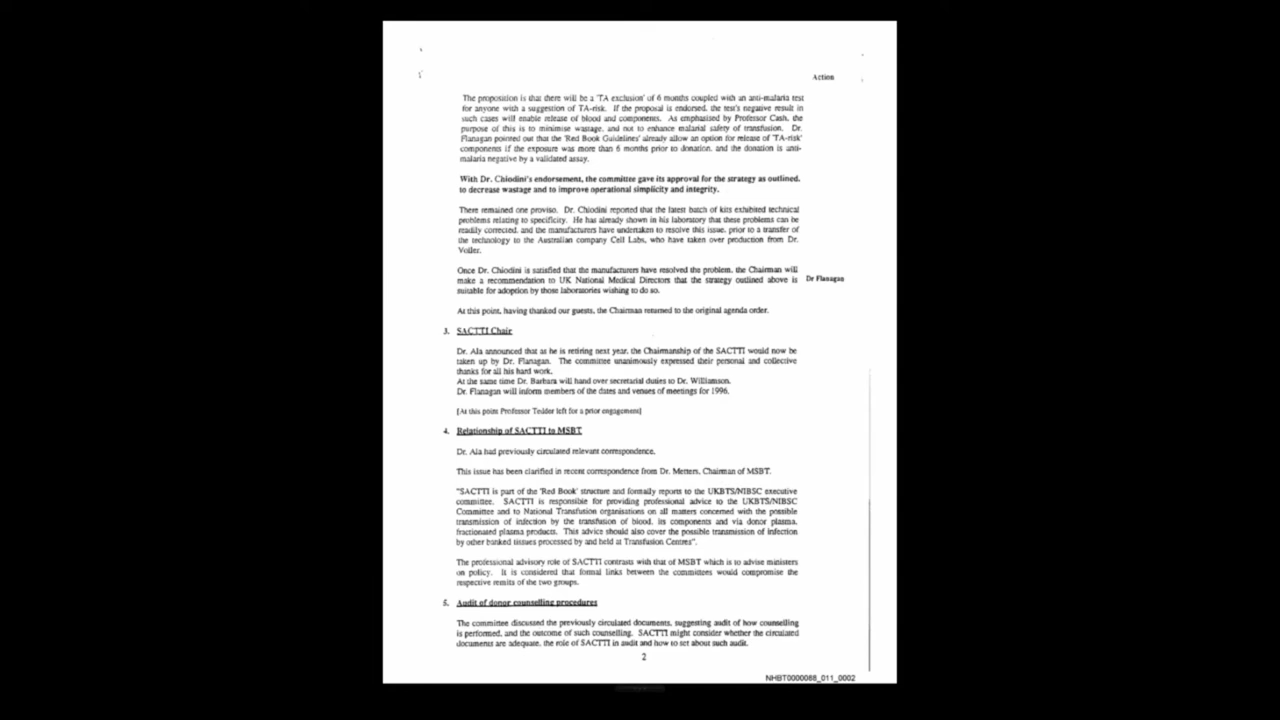 Action
The proposition is that there will be a 'TA exclusion' of 6 months coupled with an anti-malaria test
for anyone with a suggestion of TA-risk. If the proposal is endorsed, the test's negative result in
such cases will enable release of blood and components. As emphasised by Professor Cash, the
purpose of this is to minimise wastage, and not to enhance malarial safety of transfusion. Dr.
Flanagan pointed out that the 'Red Book Guidelines' already allow an option for release of 'TA-risk'
components if the exposure was more than 6 months prior to donation, and the donation is anti-
malaria negative by a validated assay.
With Dr. Chiodini's endorsement, the committee gave its approval for the strategy as outlined,
to decrease wastage and to improve operational simplicity and integrity.
There remained one proviso. Dr. Chiodini reported that the latest batch of kits exhibited technical
problems relating to specificity. He has already shown in his laboratory that these problems can be
readily corrected, and the manufacturers have undertaken to resolve this issue, prior to a transfer of
the technology to the Australian company Cell Labs, who have taken over production from Dr.
Voller.
Once Dr. Chiodini is satisfied that the manufacturers have resolved the problem, the Chairman will
make a recommendation to UK National Medical Directors that the strategy outlined above is Dr Flanagan
suitable for adoption by those laboratories wishing to do so.
At this point, having thanked our guests, the Chairman returned to the original agenda order.
3. SACTTI Chair
Dr. Ala announced that as he is retiring next year, the Chairmanship of the SACTTI would now be
taken up by Dr. Flanagan. The committee unanimously expressed their personal and collective
thanks for all his hard work.
At the same time Dr. Barbara will hand over secretarial duties to Dr. Williamson.
Dr. Flanagan will inform members of the dates and venues of meetings for 1996.
[At this point Professor Tedder left for a prior engagement]
4. Relationship of SACTTI to MSBT
Dr. Ala had previously circulated relevant correspondence.
This issue has been clarified in recent correspondence from Dr. Metters, Chairman of MSBT.
"SACTTI is part of the 'Red Book' structure and formally reports to the UKBTS/NIBSC executive
committee. SACTTI is responsible for providing professional advice to the UKBTS/NIBSC
Committee and to National Transfusion organisations on all matters concerned with the possible
transmission of infection by the transfusion of blood, its components and via donor plasma,
fractionated plasma products. This advice should also cover the possible transmission of infection
by other banked tissues processed by and held at Transfusion Centres".
The professional advisory role of SACTTI contrasts with that of MSBT which is to advise ministers
on policy. It is considered that formal links between the committees would compromise the
respective remits of the two groups.
5. Audit of donor counselling procedures
The committee discussed the previously circulated documents, suggesting audit of how counselling
is performed, and the outcome of such counselling. SACTTI might consider whether the circulated
documents are adequate, the role of SACTTI in audit and how to set about such audit.
2
NHBT0000088_011_0002